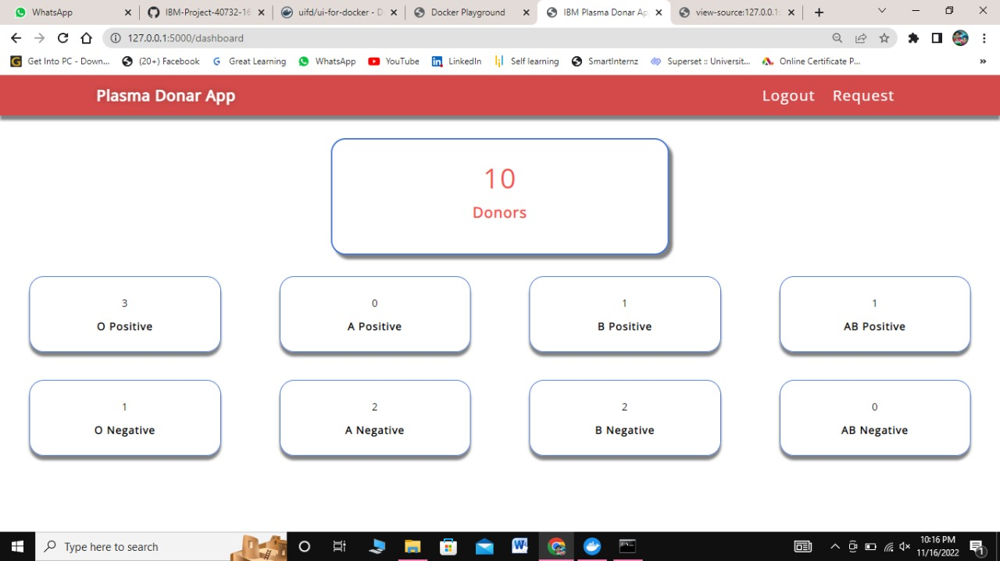 WhatsApp
IBM-Project-40732-16
uifd/ui-for-docker - D
Docker Playground
IBM Plasma Donar Ap
view-source:127.0.0.1:
127.0.0.1:5000/dashboard
Get Into PC - Down...
(20+) Facebook
Great Learning
WhatsApp
YouTube
LinkedIn
Self learning
SmartInternz
Superset :: Universit...
Online Certificate P...
Plasma Donar App
Logout
Request
10
Donors
3
O Positive
0
A Positive
1
B Positive
1
AB Positive
1
O Negative
2
A Negative
2
B Negative
0
AB Negative
Type here to search
10:16 PM
11/16/2022
1